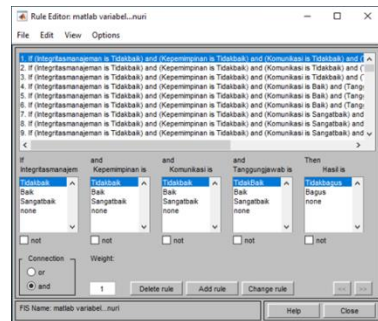 Rule Editor: matlab variabel...nuri
File Edit View Options
1. If (Integritasmanajeman is Tidakbaik) and (Kepemimpinan is Tidakbaik) and (Komunikasi is Tidakbaik) and (T
2. If (Integritasmanajeman is Tidakbaik) and (Kepemimpinan is Tidakbaik) and (Komunikasi is Tidakbaik) and
3. If (Integritasmanajeman is Tidakbaik) and (Kepemimpinan is Tidakbaik) and (Komunikasi is Tidakbaik) and
4. If (Integritasmanajeman is Tidakbaik) and (Kepemimpinan is Tidakbaik) and (Komunikasi is Baik) and (Tang
5. If (Integritasmanajeman is Tidakbaik) and (Kepemimpinan is Tidakbaik) and (Komunikasi is Baik) and (Tang
6. If (Integritasmanajeman is Tidakbaik) and (Kepemimpinan is Tidakbaik) and (Komunikasi is Baik) and (Tang
7. If (Integritasmanajeman is Tidakbaik) and (Kepemimpinan is Tidakbaik) and (Komunikasi is Sangatbaik) and
8. If (Integritasmanajeman is Tidakbaik) and (Kepemimpinan is Tidakbaik) and (Komunikasi is Sangatbaik) and
9. If (Integritasmanajeman is Tidakbaik) and (Kepemimpinan is Tidakbaik) and (Komunikasi is Sangatbaik) and
If and and and Then
Integritasmanajem Kepemimpinan is Komunikasi is Tanggungjawab is Hasil is
Tidakbaik Tidakbaik Tidakbaik TidakBaik Tidakbagus
Baik Baik Baik Baik Bagus
Sangatbaik Sangatbaik Sangatbaik Sangatbaik none
none none none none
not not not not not
Connection Weight:
or
and 1 Delete rule Add rule Change rule << >>
FIS Name: matlab variabel...nuri Help Close